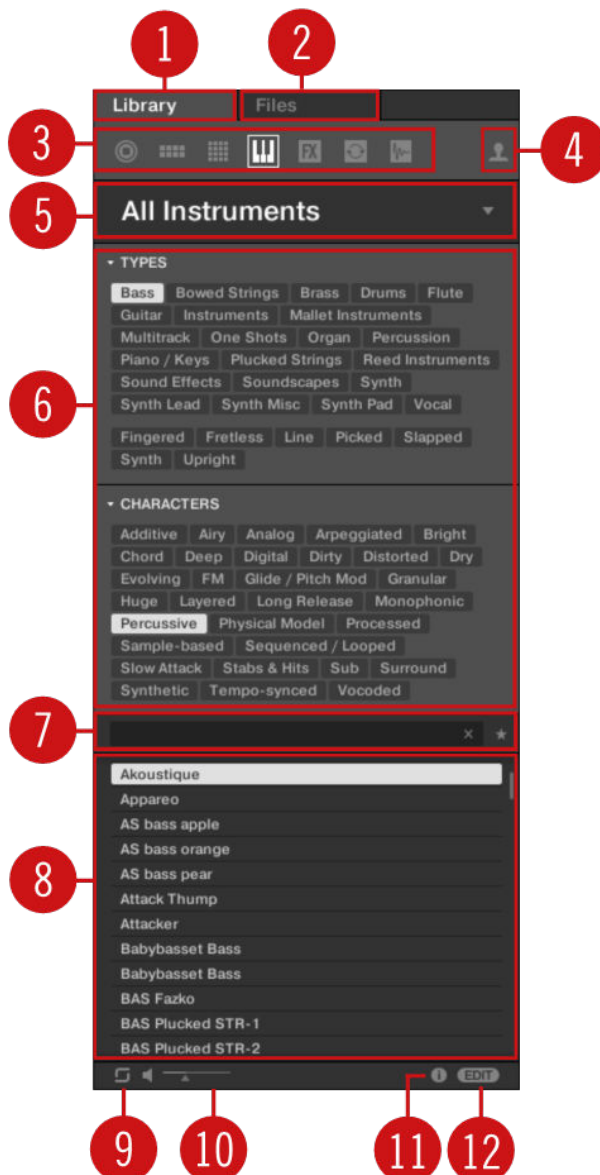 1
2
Library Files
3
FX
4
5
All Instruments
TYPES
Bass Bowed Strings Brass Drums Flute
Guitar Instruments Mallet Instruments
Multitrack One Shots Organ Percussion
Piano / Keys Plucked Strings Reed Instruments
6
Sound Effects Soundscapes Synth
Synth Lead Synth Misc Synth Pad Vocal
Fingered Fretless Line Picked Slapped
Synth Upright
CHARACTERS
Additive Airy Analog Arpeggiated Bright
Chord Deep Digital Dirty Distorted Dry
Evolving FM Glide / Pitch Mod Granular
Huge Layered Long Release Monophonic
Percussive Physical Model Processed
Sample-based Sequenced / Looped
Slow Attack Stabs & Hits Sub Surround
Synthetic Tempo-synced Vocoded
7
Akoustique
Appareo
AS bass apple
AS bass orange
AS bass pear
8
Attack Thump
Attacker
Babybasset Bass
Babybasset Bass
BAS Fazko
BAS Plucked STR-1
BAS Plucked STR-2
i EDIT
9 10 11 12